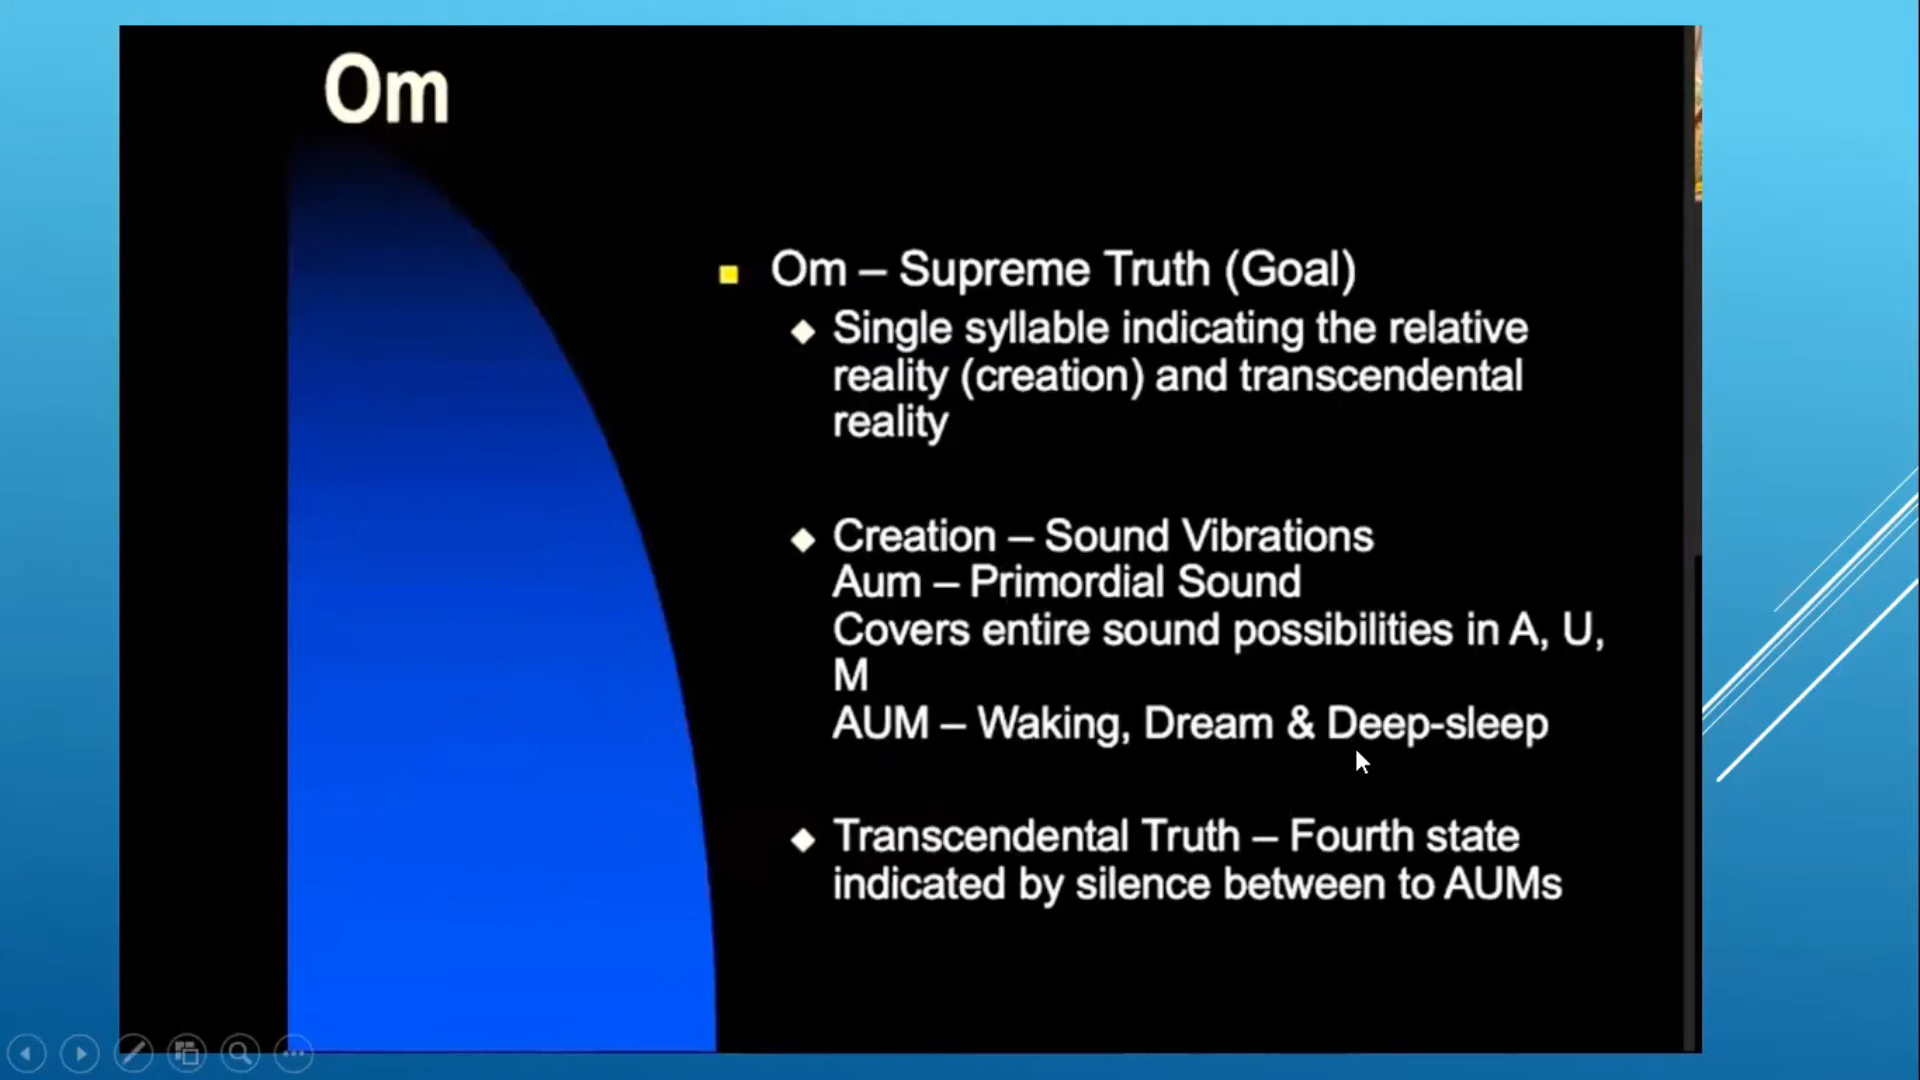 Om
Om – Supreme Truth (Goal)
Single syllable indicating the relative
reality (creation) and transcendental
reality
Creation – Sound Vibrations
Aum – Primordial Sound
Covers entire sound possibilities in A, U,
M
AUM – Waking, Dream & Deep-sleep
Transcendental Truth – Fourth state
indicated by silence between to AUMs